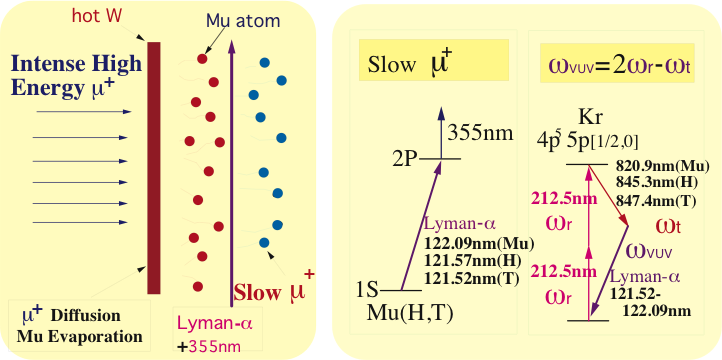 hot W
Mu atom
Intense High
Energy μ+
Slow μ+
μ+ Diffusion
Mu Evaporation
Lyman-α
+355nm
Slow μ+
355nm
2P
Lyman-α
122.09nm(Mu)
121.57nm(H)
121.52nm(T)
1S
Mu(H,T)
ωVUV=2ωr-ωt
Kr
4p5 5p[1/2,0]
820.9nm(Mu)
845.3nm(H)
847.4nm(T)
212.5nm
ωr
ωt
ωVUV
212.5nm
ωr
Lyman-α
121.52-
122.09nm